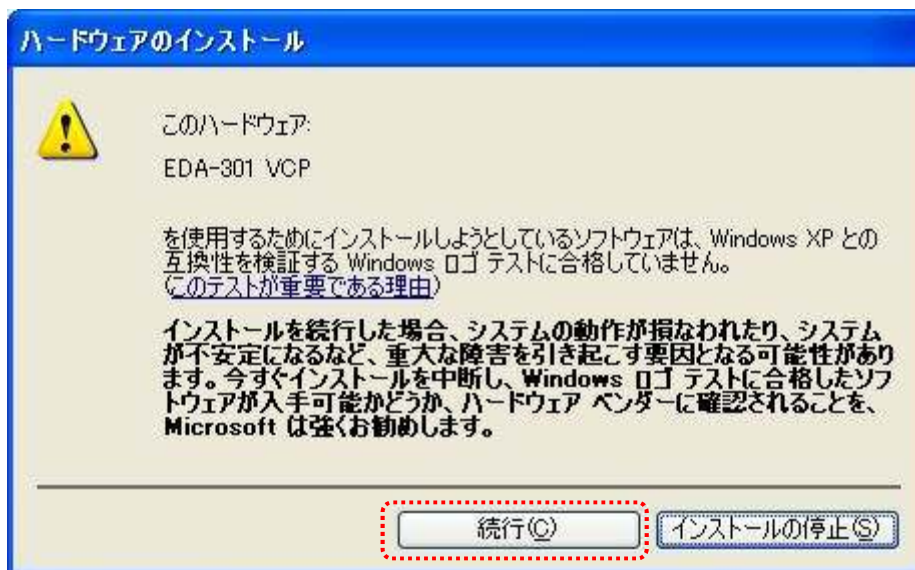 ハードウェアのインストール
このハードウェア:
EDA-301 VCP
を使用するためにインストールしようとしているソフトウェアは、Windows XP との
互換性を検証する Windows ロゴ テストに合格していません。
(このテストが重要である理由)
インストールを続行した場合、システムの動作が損なわれたり、システム
が不安定になるなど、重大な障害を引き起こす要因となる可能性があり
ます。今すぐインストールを中断し、Windows ロゴ テストに合格したソフ
トウェアが入手可能かどうか、ハードウェア ベンダーに確認されることを、
Microsoft は強くお勧めします。
続行(C) インストールの停止(S)